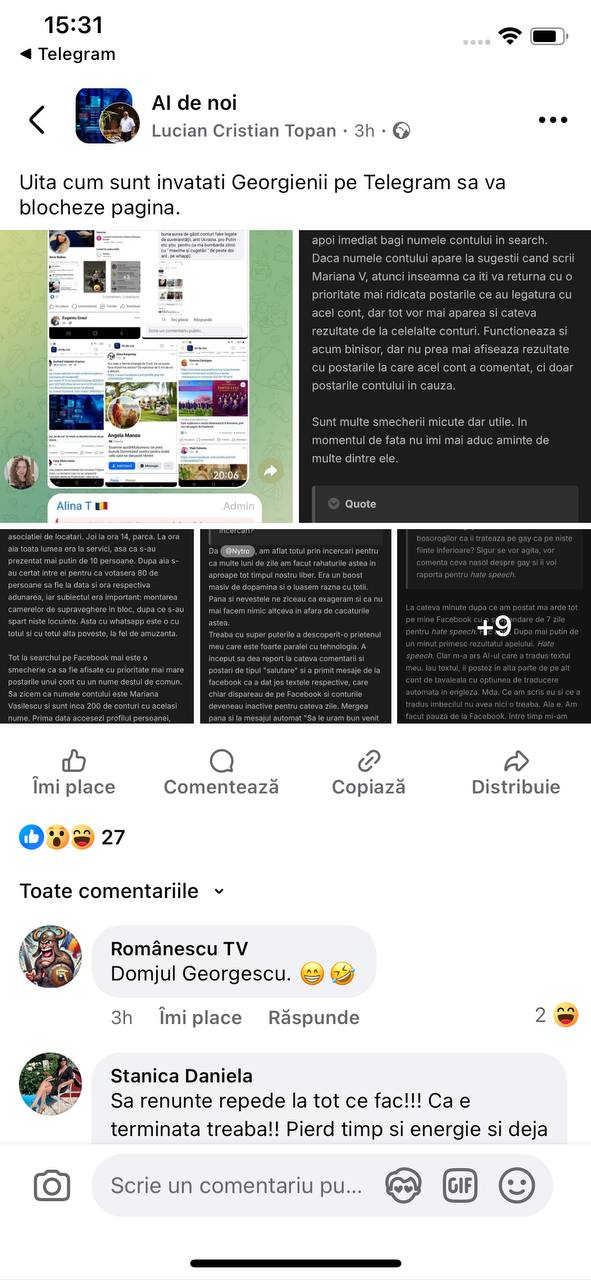 15:31
◀ Telegram
AI de noi
Lucian Cristian Topan · 3h ·
Uita cum sunt invatati Georgienii pe Telegram sa va
blocheze pagina.
buna sursa de găsit conturi fake legate
Eugeniu Graur
Angela Manea
20:06
Alina T 🇷🇴 Admin
apoi imediat bagi numele contului in search.
Daca numele contului apare la sugestii cand scrii
Mariana V, atunci inseamna ca iti va returna cu o
prioritate mai ridicata postarile ce au legatura cu
acel cont, dar tot vor mai aparea si cateva
rezultate de la celelalte conturi. Functioneaza si
acum binisor, dar nu prea mai afiseaza rezultate
cu postarile la care acel cont a comentat, ci doar
postarile contului in cauza.
Sunt multe smecherii micute dar utile. In
momentul de fata nu imi mai aduc aminte de
multe dintre ele.
Quote
asociatiei de locatari. Joi la ora 14, parca. La ora
aia toata lumea era la servici, asa ca s-au
prezentat mai putin de 10 persoane. Dupa aia s-
au certat intre ei pentru ca votasera 80 de
persoane sa fie la data si ora respectiva
adunarea, iar subiectul era important: montarea
camerelor de supraveghere in bloc, dupa ce s-au
spart niste locuinte. Asta cu whatsapp este o cu
totul si cu totul alta poveste, la fel de amuzanta.
Tot la searchul pe Facebook mai este o
smecherie ca sa fie afisate cu prioritate mai mare
postarile unui cont cu un nume destul de comun.
Sa zicem ca numele contului este Mariana
Vasilescu si sunt inca 200 de conturi cu acelasi
nume. Prima data accesezi profilul persoanei,
incercari?
Da @Nytro, am aflat totul prin incercari pentru
ca multe luni de zile am facut rahaturile astea in
aproape tot timpul nostru liber. Era un boost
masiv de dopamina si o luasem razna cu totii.
Pana si nevestele ne ziceau ca exageram si ca nu
mai facem nimic altceva in afara de cacaturile
astea.
Treaba cu super puterile a descoperit-o prietenul
meu care este foarte paralel cu tehnologia. A
inceput sa dea report la cateva comentarii si
postari de tipul "salutare" si a primit mesaje de la
facebook ca a dat jos textele respective, care
chiar dispareau de pe Facebook si conturile
deveneau inactive pentru cateva zile. Mergea
pana si la mesajul automat "Sa le uram bun venit
bosorogilor ca ii trateaza pe gay ca pe niste
fiinte inferioare? Sigur se vor agita, vor
comenta ceva nasol despre gay si ii voi
raporta pentru hate speech.
La cateva minute dupa ce am postat ma arde tot
pe mine Facebook cu de 7 zile
pentru hate speech. Dupa mai putin de
un minut primesc rezultatul apelului. Hate
speech. Clar m-a ars AI-ul care a tradus textul
meu. Iau textul, il postez in alta parte de pe alt
cont de tavaleala cu optiunea de traducere
automata in engleza. Mda. Ce am scris eu si ce a
tradus imbecilul nu avea nici o treaba. Aia e. Am
facut pauza de la Facebook. Intre timp mi-am
+9
Îmi place Comentează Copiază Distribuie
27
Toate comentariile
Românescu TV
Domjul Georgescu. 😁🤣
3h Îmi place Răspunde 2
Stanica Daniela
Sa renunte repede la tot ce fac!!! Ca e
terminata treaba!! Pierd timp si energie si deja
Scrie un comentariu pu...
GIF